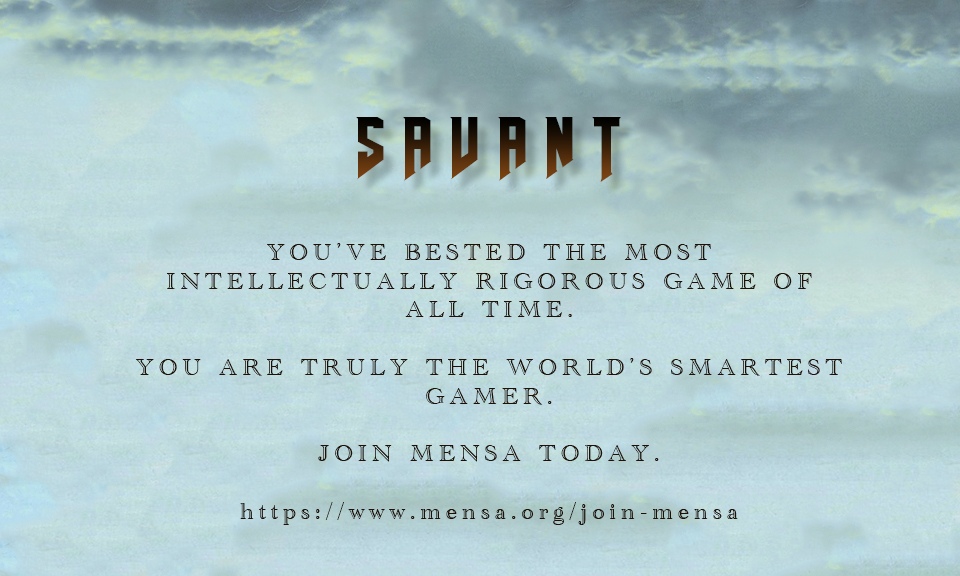 SAVANT
YOU'VE BESTED THE MOST
INTELLECTUALLY RIGOROUS GAME OF
ALL TIME.
YOU ARE TRULY THE WORLD'S SMARTEST
GAMER.
JOIN MENSA TODAY.
https://www.mensa.org/join-mensa